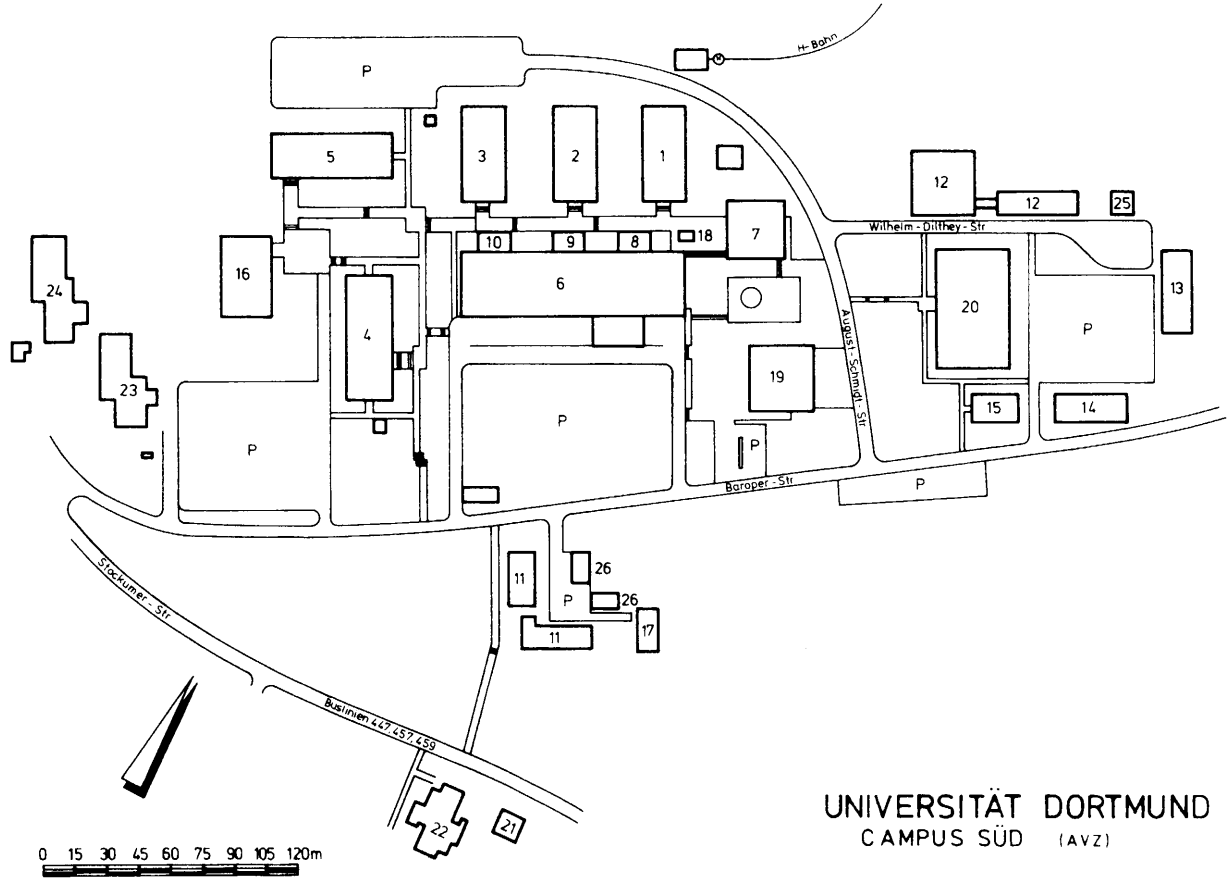 H-Bahn
H
P
5
3
2
1
12
12
25
Wilhelm-Dilthey-Str
10
9
8
18
7
16
6
24
4
20
13
P
August-Schmidt-Str
23
19
15
14
P
P
P
Baroper-Str
P
Stockumer-Str
11
26
P
26
11
17
Buslinien 447,457,459
22
21
UNIVERSITÄT DORTMUND
CAMPUS SÜD (AVZ)
0 15 30 45 60 75 90 105 120m